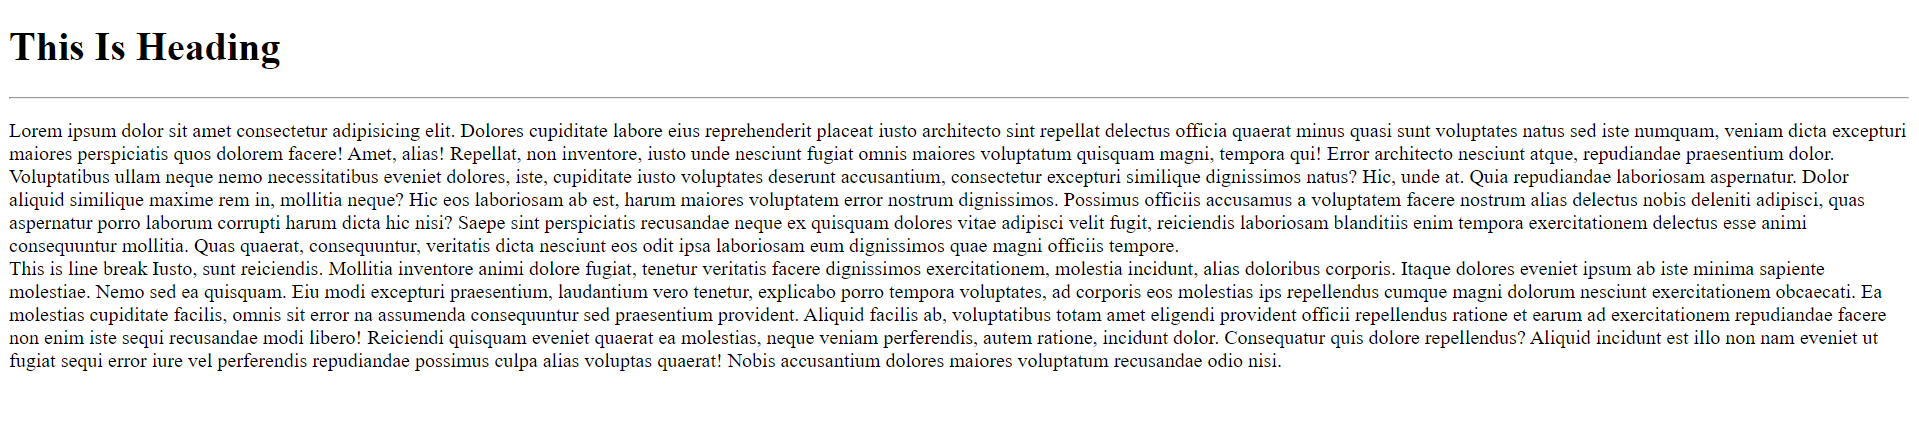 This Is Heading
Lorem ipsum dolor sit amet consectetur adipisicing elit. Dolores cupiditate labore eius reprehenderit placeat iusto architecto sint repellat delectus officia quaerat minus quasi sunt voluptates natus sed iste numquam, veniam dicta excepturi
maiores perspiciatis quos dolorem facere! Amet, alias! Repellat, non inventore, iusto unde nesciunt fugiat omnis maiores voluptatum quisquam magni, tempora qui! Error architecto nesciunt atque, repudiandae praesentium dolor.
Voluptatibus ullam neque nemo necessitatibus eveniet dolores, iste, cupiditate iusto voluptates deserunt accusantium, consectetur excepturi similique dignissimos natus? Hic, unde at. Quia repudiandae laboriosam aspernatur. Dolor
aliquid similique maxime rem in, mollitia neque? Hic eos laboriosam ab est, harum maiores voluptatem error nostrum dignissimos. Possimus officiis accusamus a voluptatem facere nostrum alias delectus nobis deleniti adipisci, quas
aspernatur porro laborum corrupti harum dicta hic nisi? Saepe sint perspiciatis recusandae neque ex quisquam dolores vitae adipisci velit fugit, reiciendis laboriosam blanditiis enim tempora exercitationem delectus esse animi
consequuntur mollitia. Quas quaerat, consequuntur, veritatis dicta nesciunt eos odit ipsa laboriosam eum dignissimos quae magni officiis tempore.
This is line break Iusto, sunt reiciendis. Mollitia inventore animi dolore fugiat, tenetur veritatis facere dignissimos exercitationem, molestia incidunt, alias doloribus corporis. Itaque dolores eveniet ipsum ab iste minima sapiente
molestiae. Nemo sed ea quisquam. Eiu modi excepturi praesentium, laudantium vero tenetur, explicabo porro tempora voluptates, ad corporis eos molestias ips repellendus cumque magni dolorum nesciunt exercitationem obcaecati. Ea
molestias cupiditate facilis, omnis sit error na assumenda consequuntur sed praesentium provident. Aliquid facilis ab, voluptatibus totam amet eligendi provident officii repellendus ratione et earum ad exercitationem repudiandae facere
non enim iste sequi recusandae modi libero! Reiciendi quisquam eveniet quaerat ea molestias, neque veniam perferendis, autem ratione, incidunt dolor. Consequatur quis dolore repellendus? Aliquid incidunt est illo non nam eveniet ut
fugiat sequi error iure vel perferendis repudiandae possimus culpa alias voluptas quaerat! Nobis accusantium dolores maiores voluptatum recusandae odio nisi.